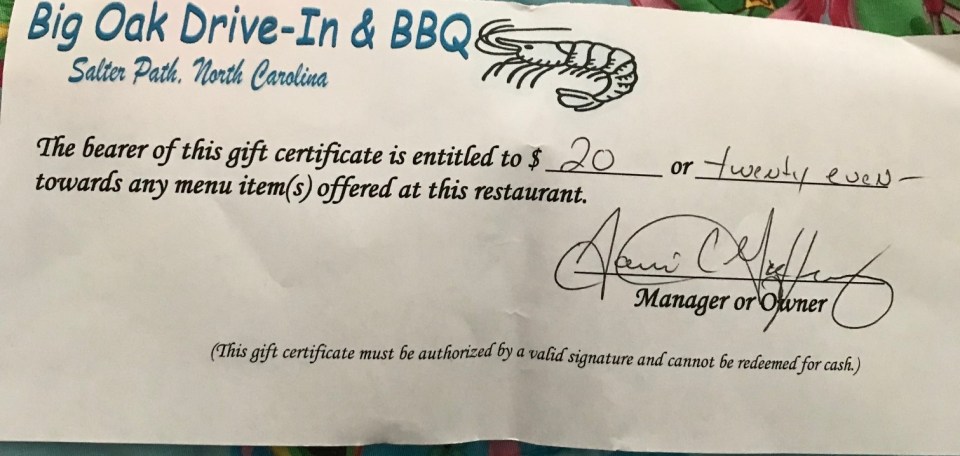 Big Oak Drive-In & BBQ
Salter Path, North Carolina
The bearer of this gift certificate is entitled to $ 20 or twenty even —
towards any menu item(s) offered at this restaurant.
Manager or Owner
(This gift certificate must be authorized by a valid signature and cannot be redeemed for cash.)